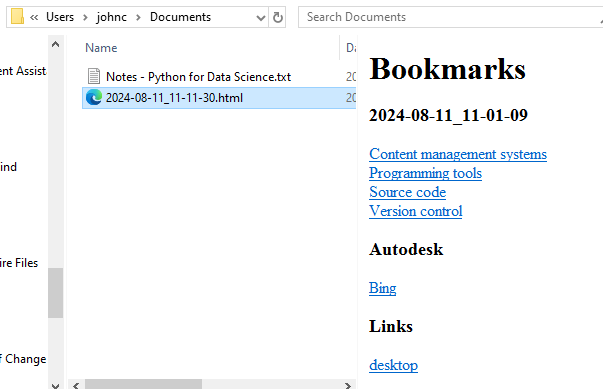 Users
johnc
Documents
Search Documents
Name
Da
ent Assist
Notes - Python for Data Science.txt
20
2024-08-11_11-11-30.html
20
ind
ire Files
f Change
Bookmarks
2024-08-11_11-01-09
Content management systems
Programming tools
Source code
Version control
Autodesk
Bing
Links
desktop